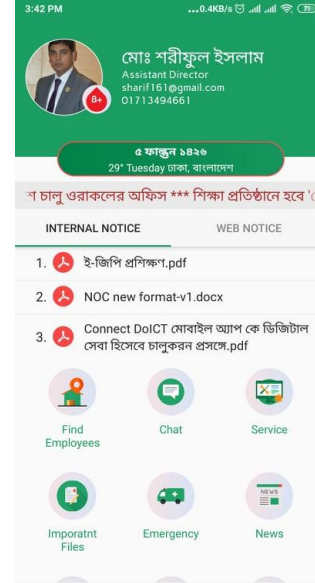 3:42 PM
...0.4KB/s
মোঃ শরীফুল ইসলাম
Assistant Director
sharif161@gmail.com
01713494661
B+
৫ ফাল্গুন ১৪২৬
29° Tuesday ঢাকা, বাংলাদেশ
চালু ওরাকলের অফিস *** শিক্ষা প্রতিষ্ঠানে হবে
INTERNAL NOTICE
WEB NOTICE
1. ই-জিপি প্রশিক্ষণ.pdf
2. NOC new format-v1.docx
3. Connect DoICT মোবাইল অ্যাপ কে ডিজিটাল
সেবা হিসেবে চালুকরন প্রসঙ্গে.pdf
Find
Employees
Chat
Service
NEWS
Imporatnt
Files
Emergency
News